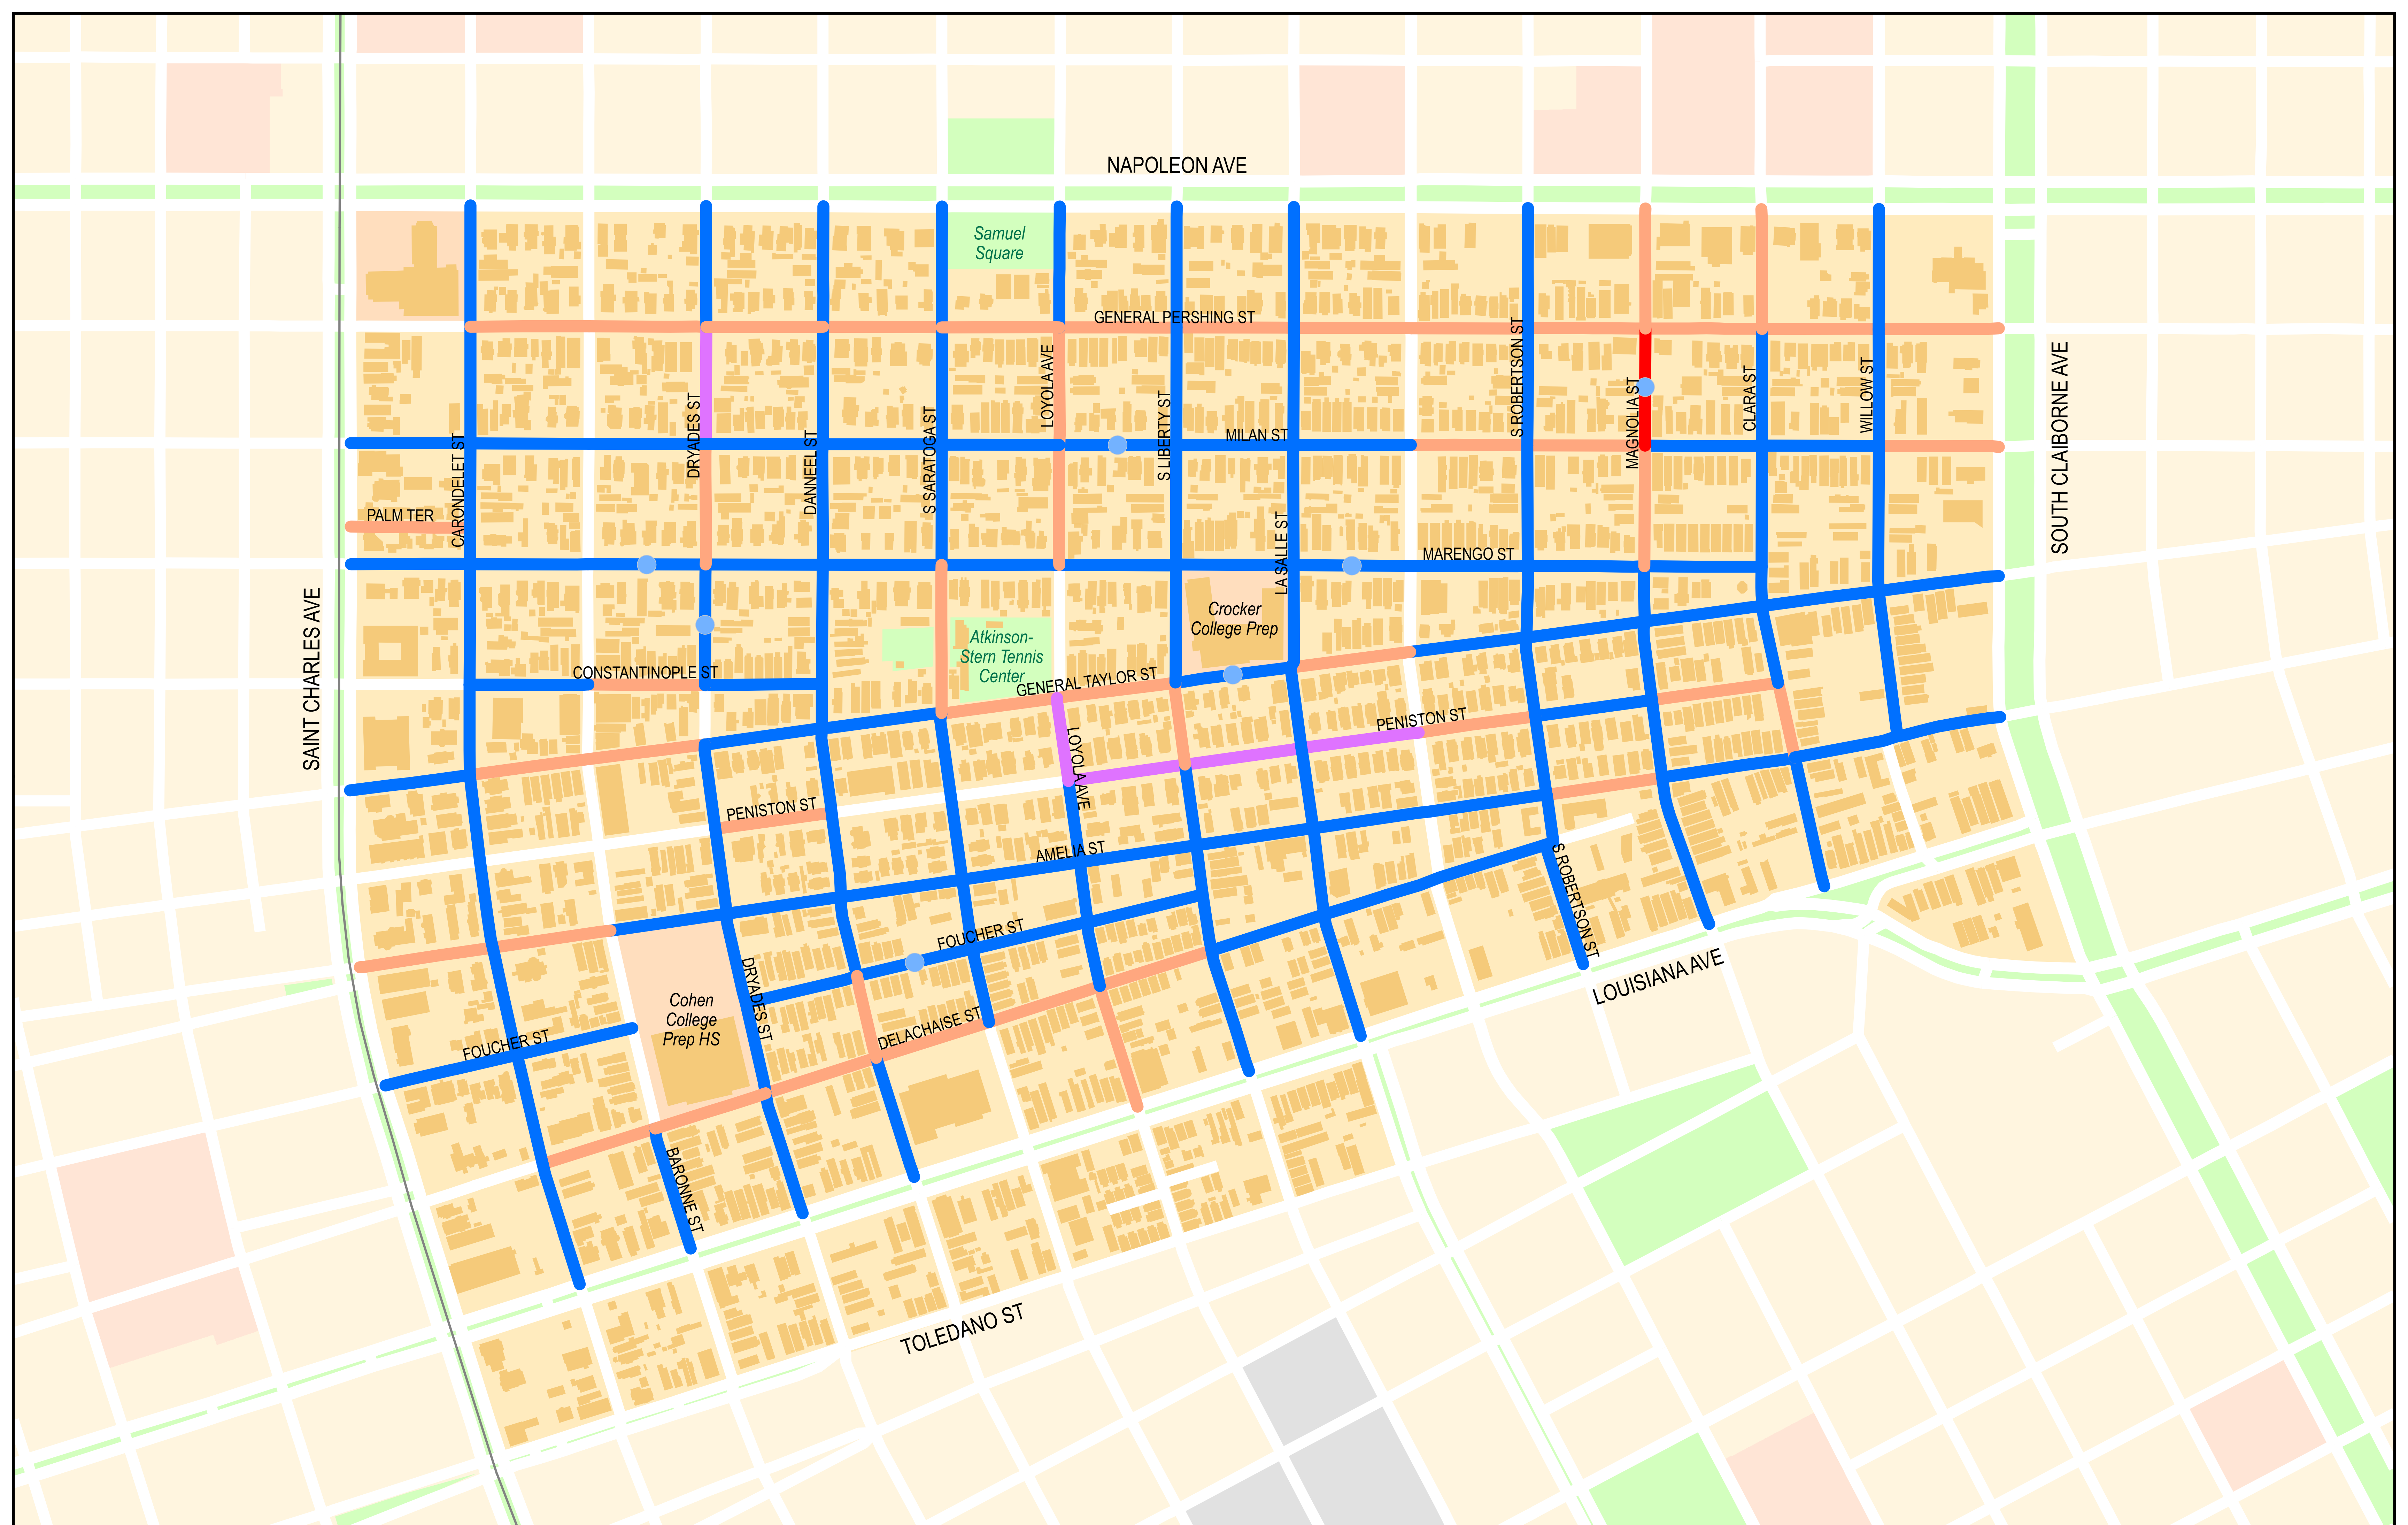 NAPOLEON AVE
Samuel
Square
GENERAL PERSHING ST
S ROBERTSON ST
LOYOLA AVE
SOUTH CLAIBORNE AVE
WILLOW ST
CLARA ST
MAGNOLIA ST
DRYADES ST
S LIBERTY ST
S SARATOGA ST
DANNEEL ST
CARONDELET ST
MILAN ST
PALM TER
LA SALLE ST
MARENGO ST
SAINT CHARLES AVE
Crocker
College Prep
Atkinson-
Stern Tennis
Center
CONSTANTINOPLE ST
GENERAL TAYLOR ST
PENISTON ST
LOYOLA AVE
PENISTON ST
AMELIA ST
S ROBERTSON ST
FOUCHER ST
LOUISIANA AVE
DRYADES ST
Cohen
College
Prep HS
DELACHAISE ST
FOUCHER ST
BARONNE ST
TOLEDANO ST